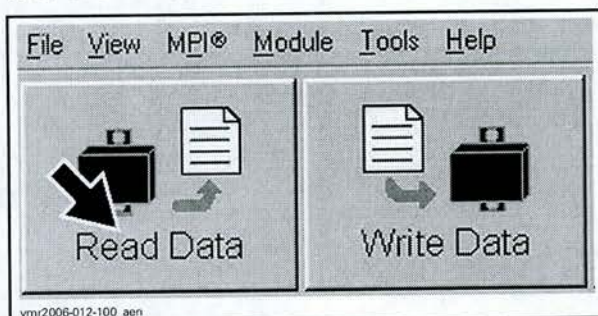 File View MPI® Module Tools Help
Read Data Write Data
vmr2006-012-100_aen